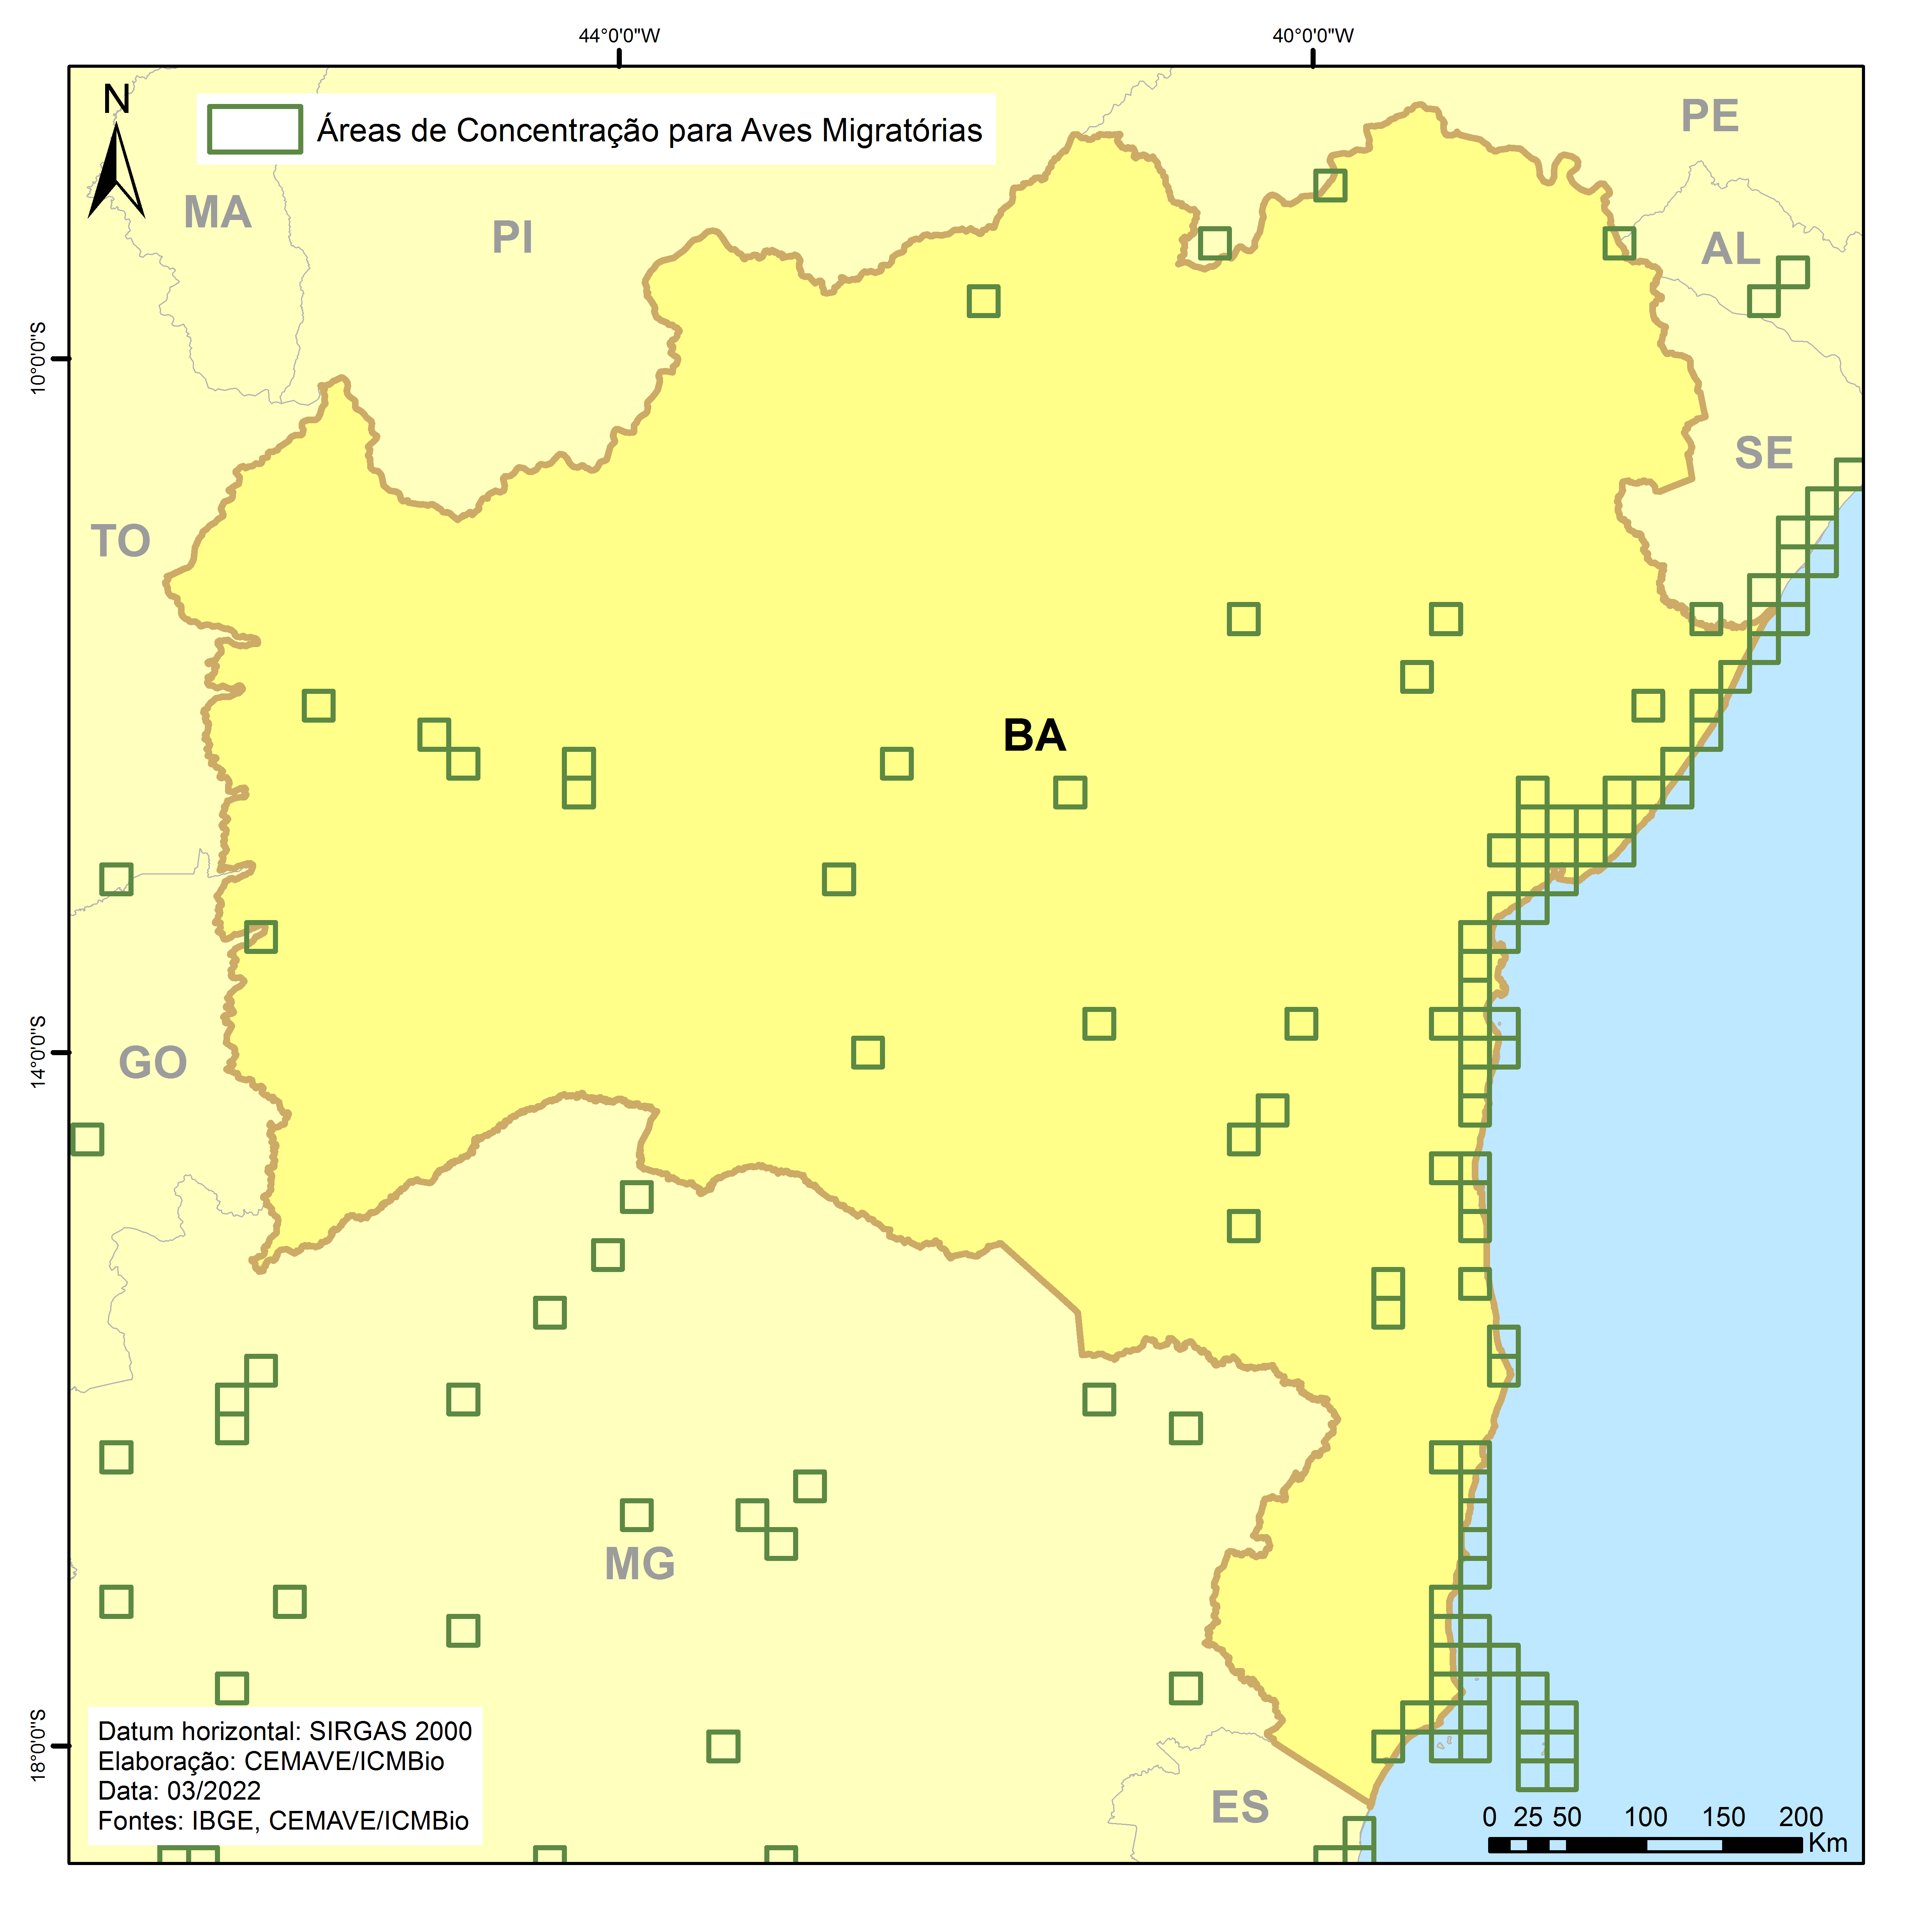 44°0'0"W
40°0'0"W
N
Áreas de Concentração para Aves Migratórias
PE
MA
PI
AL
10°0'0"S
SE
TO
BA
14°0'0"S
GO
MG
18°0'0"S
Datum horizontal: SIRGAS 2000
Elaboração: CEMAVE/ICMBio
Data: 03/2022
Fontes: IBGE, CEMAVE/ICMBio
ES
0 25 50 100 150 200
Km